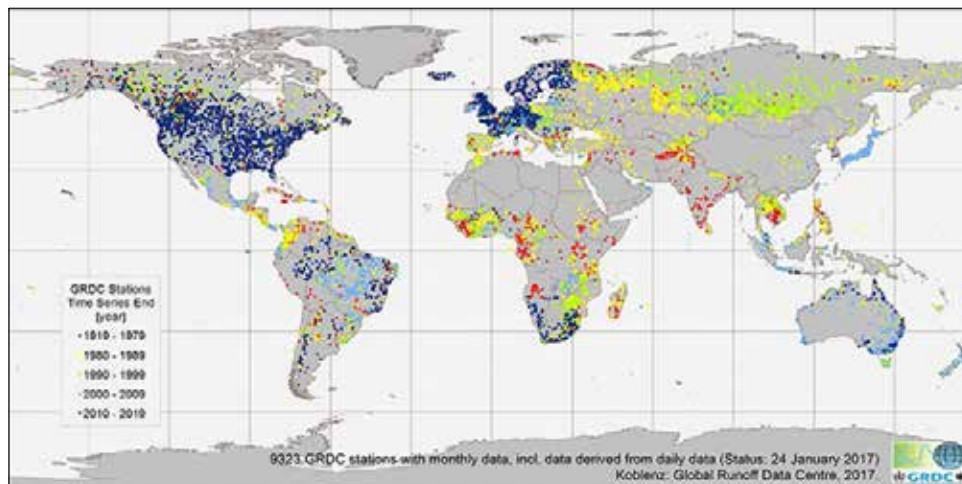 GRDC Stations
Time Series End
[year]
1919 - 1979
1980 - 1989
1990 - 1999
2000 - 2009
2010 - 2019
9323 GRDC stations with monthly data, incl. data derived from daily data (Status: 24 January 2017)
Koblenz: Global Runoff Data Centre, 2017.
GRDC